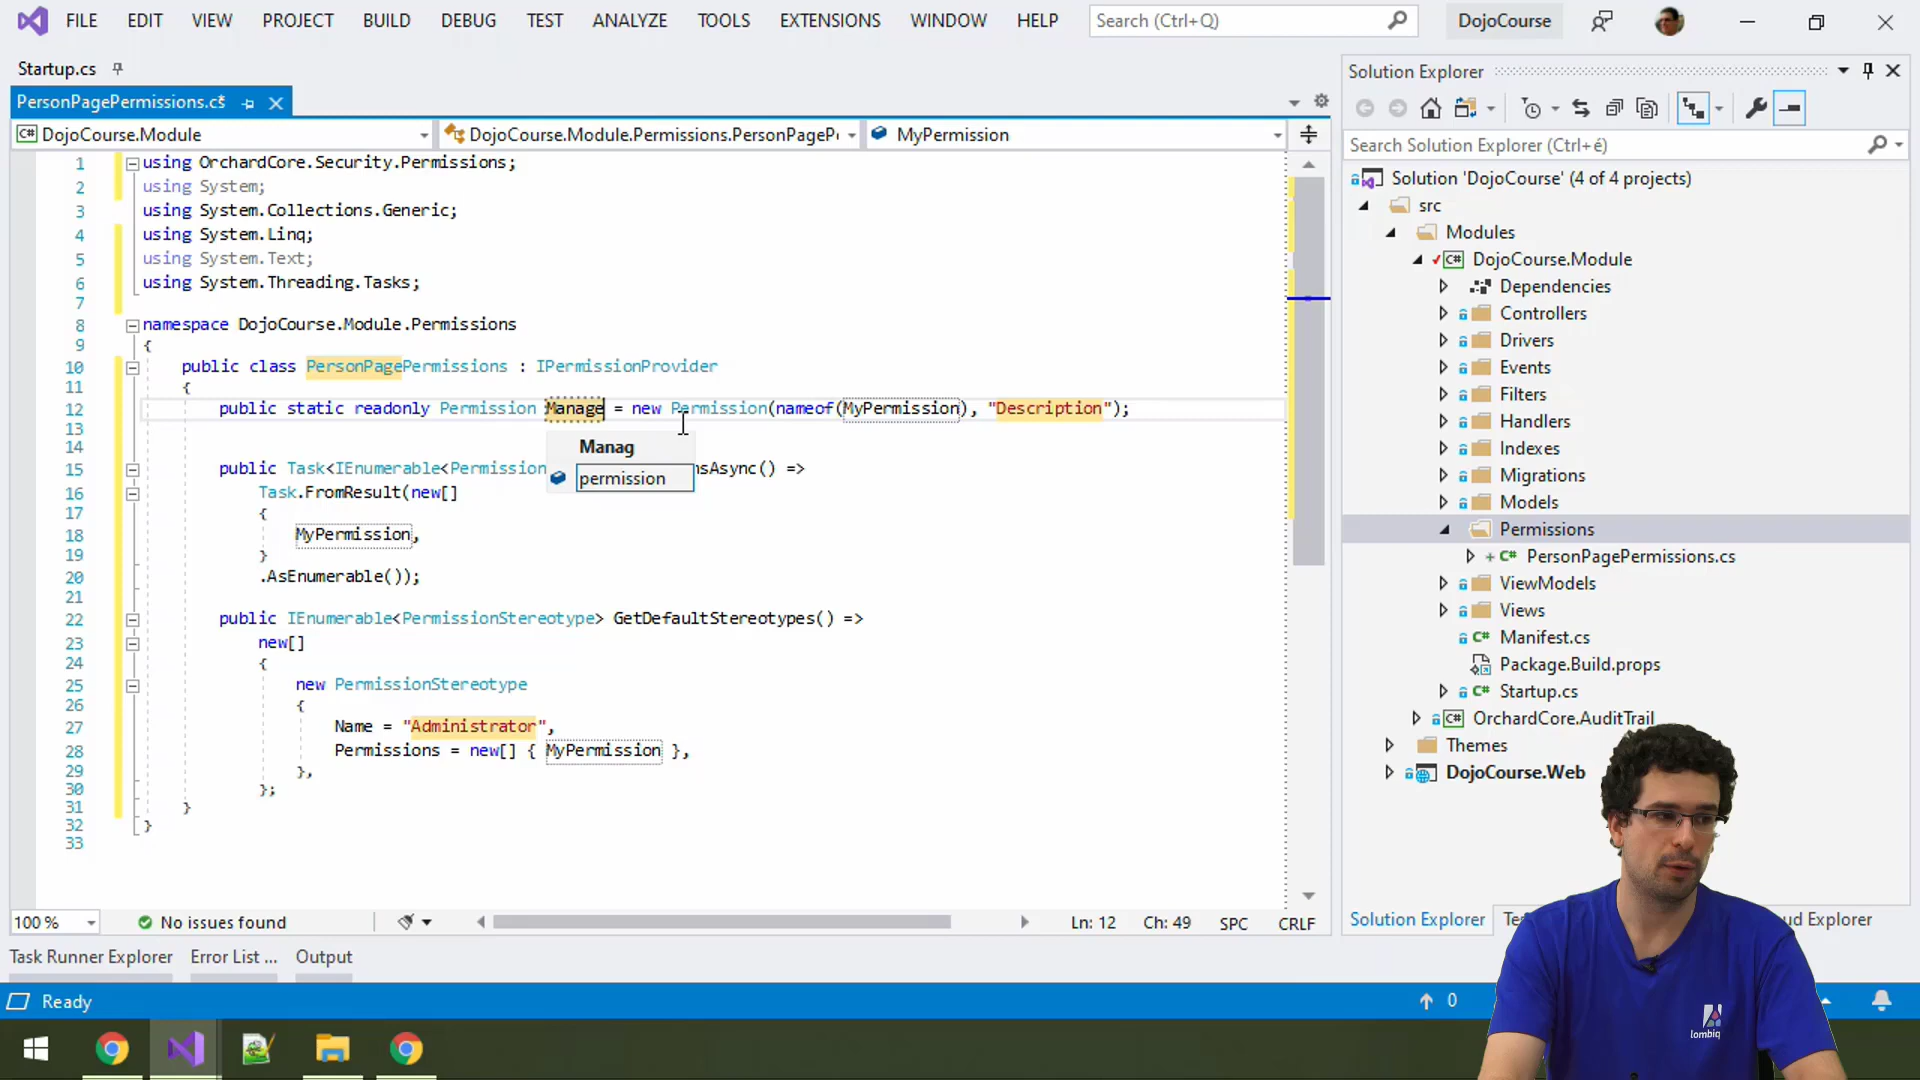 FILE EDIT VIEW PROJECT BUILD DEBUG TEST ANALYZE TOOLS EXTENSIONS WINDOW HELP Search (Ctrl+Q) DojoCourse
Startup.cs
PersonPagePermissions.cs*
C# DojoCourse.Module DojoCourse.Module.Permissions.PersonPageP MyPermission
1 using OrchardCore.Security.Permissions;
2 using System;
3 using System.Collections.Generic;
4 using System.Linq;
5 using System.Text;
6 using System.Threading.Tasks;
7
8 namespace DojoCourse.Module.Permissions
9 {
10 public class PersonPagePermissions : IPermissionProvider
11 {
12 public static readonly Permission Manage = new Permission(nameof(MyPermission), "Description");
13
Manag
14
15 public Task<IEnumerable<Permission nsAsync() =>
permission
16 Task.FromResult(new[]
17 {
18 MyPermission,
19 }
20 .AsEnumerable());
21
22 public IEnumerable<PermissionStereotype> GetDefaultStereotypes() =>
23 new[]
24 {
25 new PermissionStereotype
26 {
27 Name = "Administrator",
28 Permissions = new[] { MyPermission },
29 },
30 };
31 }
32 }
33
100 % No issues found Ln: 12 Ch: 49 SPC CRLF
Task Runner Explorer Error List ... Output
Ready 0
Solution Explorer
Search Solution Explorer (Ctrl+é)
Solution 'DojoCourse' (4 of 4 projects)
src
Modules
C# DojoCourse.Module
Dependencies
Controllers
Drivers
Events
Filters
Handlers
Indexes
Migrations
Models
Permissions
+ C# PersonPagePermissions.cs
ViewModels
Views
C# Manifest.cs
Package.Build.props
C# Startup.cs
C# OrchardCore.AuditTrail
Themes
DojoCourse.Web
Solution Explorer Explorer
lombiq